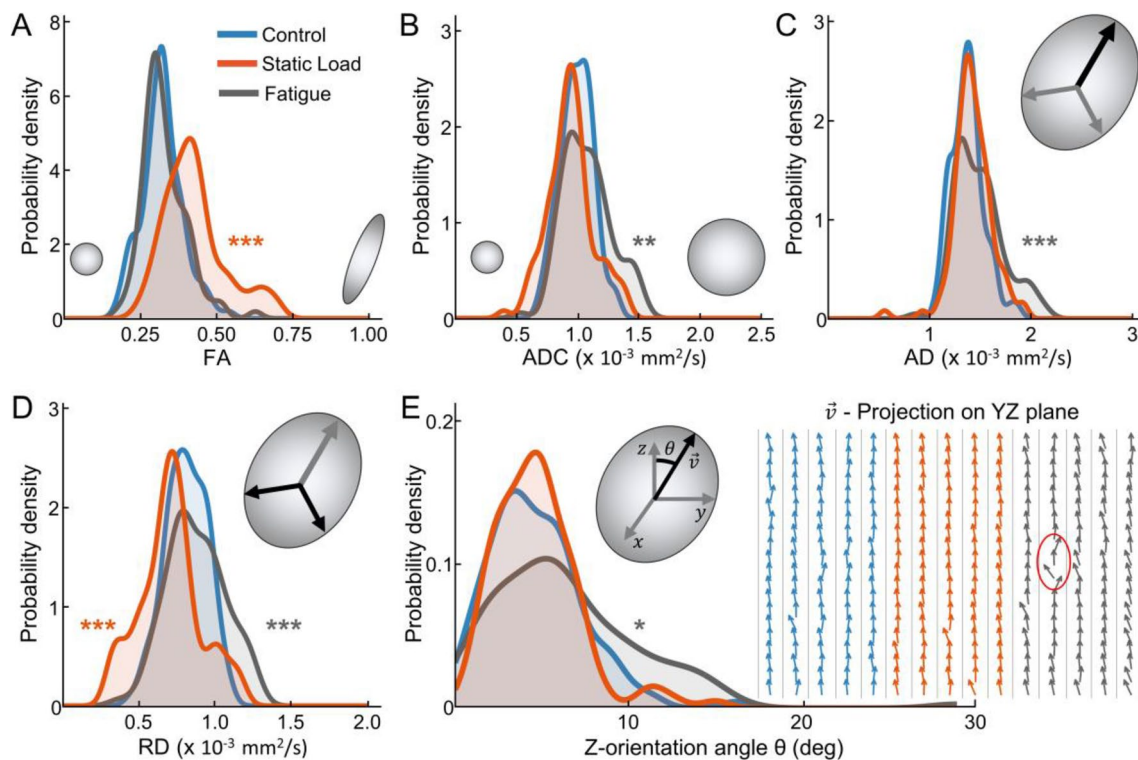 A
Probability density
8
6
4
2
0
0.25
0.50
0.75
1.00
FA
Control
Static Load
Fatigue
***
B
Probability density
3
2
1
0
0.5
1.0
1.5
2.0
2.5
ADC (x 10⁻³ mm²/s)
**
C
Probability density
3
2
1
0
1
2
3
AD (x 10⁻³ mm²/s)
***
D
Probability density
3
2
1
0
0.5
1.0
1.5
2.0
RD (x 10⁻³ mm²/s)
***
***
E
Probability density
0.2
0.1
0
10
20
30
Z-orientation angle θ (deg)
z
θ
v⃗
y
x
*
v⃗ - Projection on YZ plane